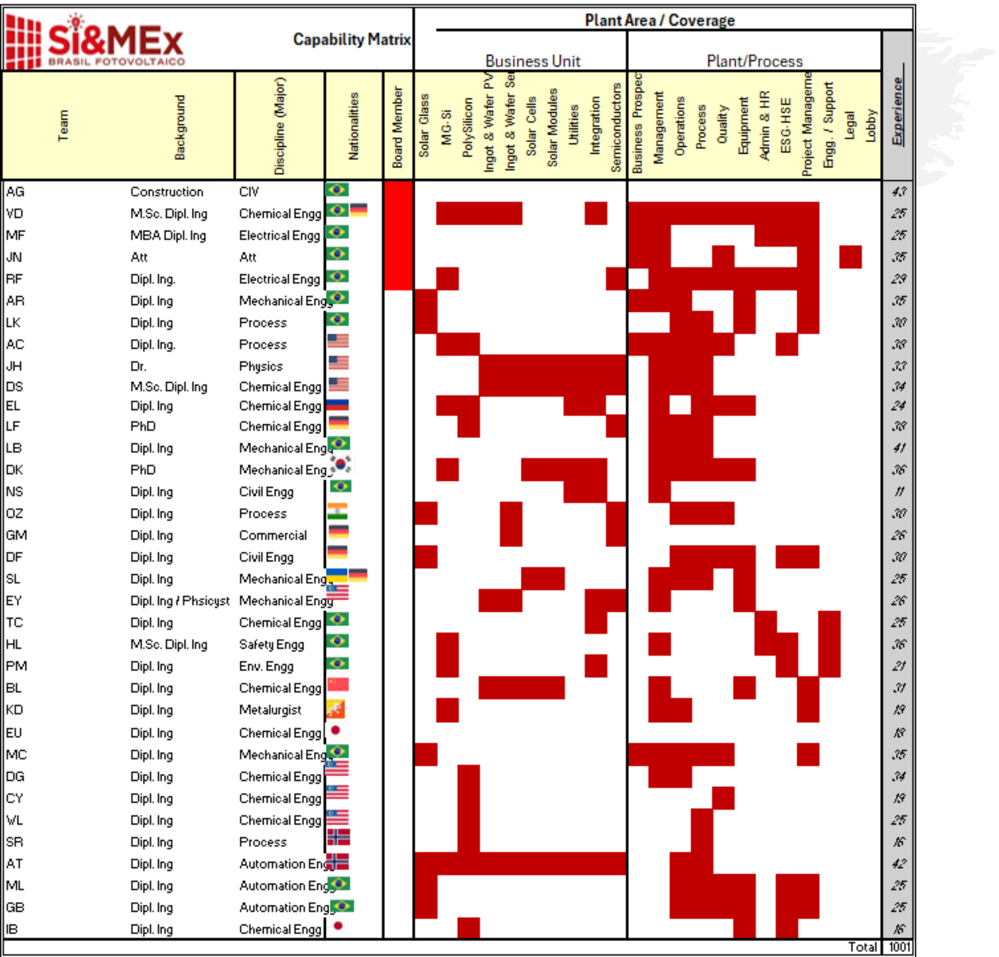 Si&MEx
BRASIL FOTOVOLTAICO
Capability Matrix
Plant Area / Coverage
Business Unit
Plant/Process
Team
Background
Discipline (Major)
Nationalities
Board Member
Solar Glass
MG-Si
PolySilicon
Ingot & Wafer PV
Ingot & Wafer Se
Solar Cells
Solar Modules
Utilities
Integration
Semiconductors
Business Prospec
Management
Operations
Process
Quality
Equipment
Admin & HR
ESG-HSE
Project Manageme
Engg. / Support
Legal
Lobby
Experience
AG Construction CIV 43
VD M.Sc. Dipl. Ing Chemical Engg 25
MF MBA Dipl. Ing Electrical Engg 25
JN Att Att 35
RF Dipl. Ing. Electrical Engg 29
AR Dipl. Ing Mechanical Engg 35
LK Dipl. Ing Process 30
AC Dipl. Ing. Process 38
JH Dr. Physics 33
DS M.Sc. Dipl. Ing Chemical Engg 34
EL Dipl. Ing Chemical Engg 24
LF PhD Chemical Engg 38
LB Dipl. Ing Mechanical Engg 41
DK PhD Mechanical Engg 36
NS Dipl. Ing Civil Engg 11
OZ Dipl. Ing Process 30
GM Dipl. Ing Commercial 26
DF Dipl. Ing Civil Engg 30
SL Dipl. Ing Mechanical Engg 25
EY Dipl. Ing / Phsicyst Mechanical Engg 26
TC Dipl. Ing Chemical Engg 25
HL M.Sc. Dipl. Ing Safety Engg 36
PM Dipl. Ing Env. Engg 21
BL Dipl. Ing Chemical Engg 31
KD Dipl. Ing Metalurgist 19
EU Dipl. Ing Chemical Engg 18
MC Dipl. Ing Mechanical Engg 35
DG Dipl. Ing Chemical Engg 34
CY Dipl. Ing Chemical Engg 19
WL Dipl. Ing Chemical Engg 25
SR Dipl. Ing Process 16
AT Dipl. Ing Automation Engg 42
ML Dipl. Ing Automation Engg 25
GB Dipl. Ing Automation Engg 25
IB Dipl. Ing Chemical Engg 16
Total 1001